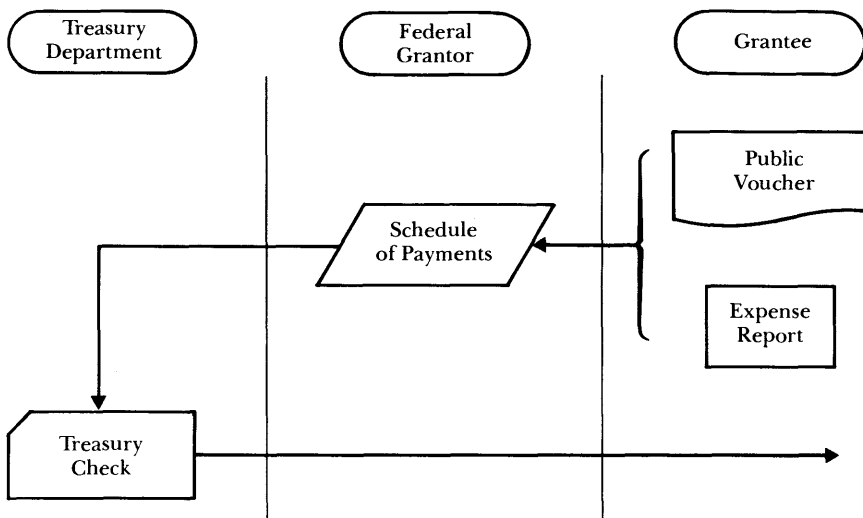 Treasury
Department
Federal
Grantor
Grantee
Public
Voucher
Schedule
of Payments
Expense
Report
Treasury
Check